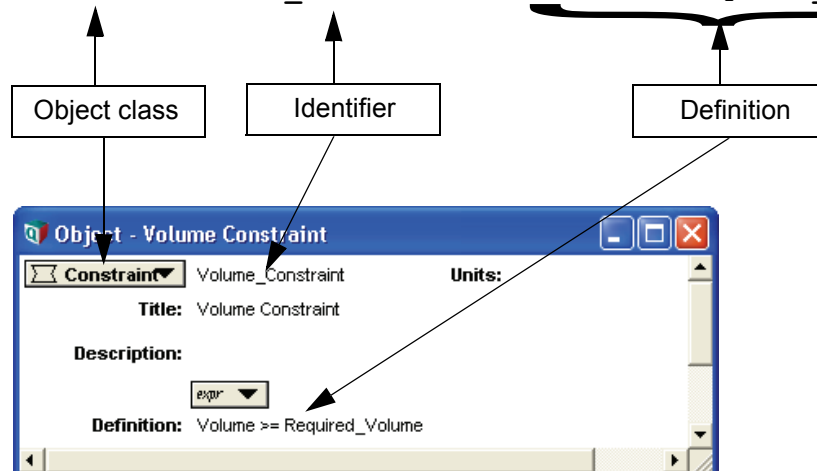 Object class
Identifier
Definition
Object - Volume Constraint
Constraint Volume_Constraint Units:
Title: Volume Constraint
Description:
expr
Definition: Volume >= Required_Volume